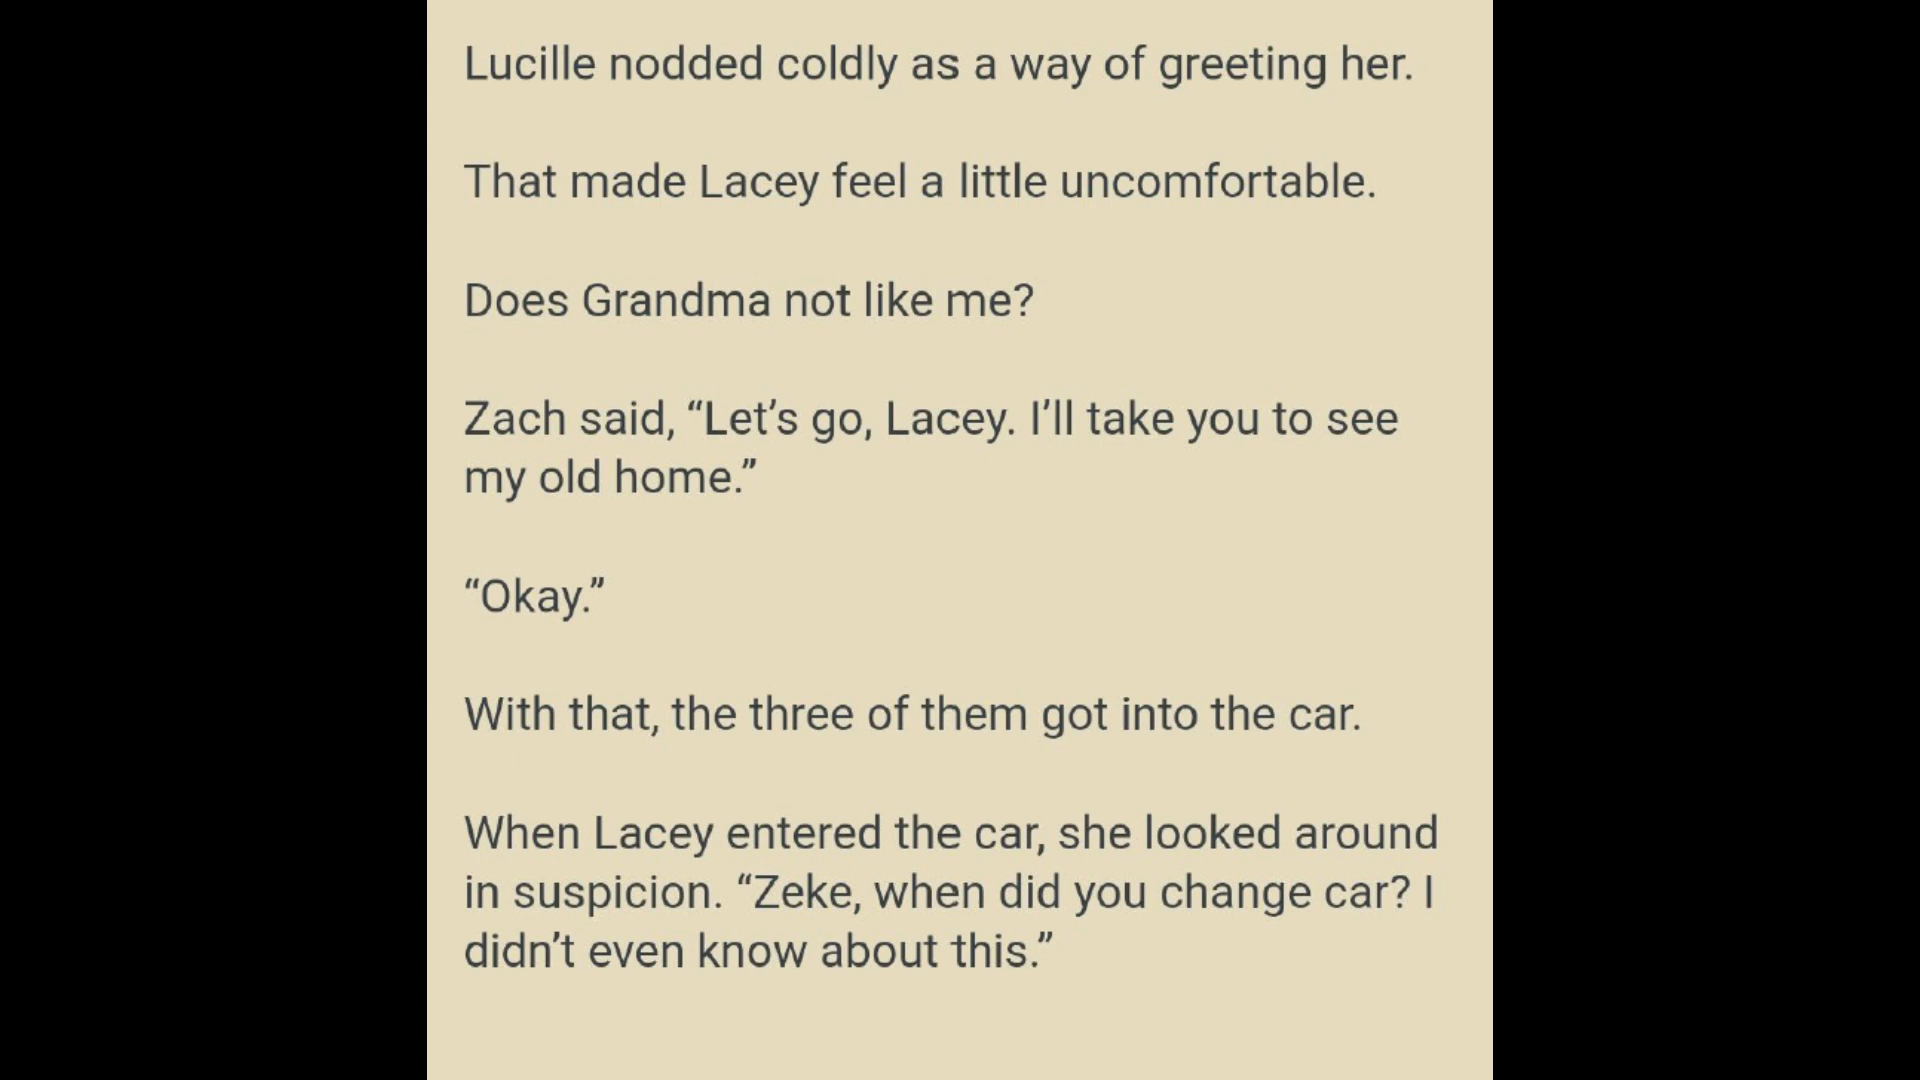 Lucille nodded coldly as a way of greeting her.
That made Lacey feel a little uncomfortable.
Does Grandma not like me?
Zach said, “Let’s go, Lacey. I’ll take you to see
my old home.”
“Okay.”
With that, the three of them got into the car.
When Lacey entered the car, she looked around
in suspicion. “Zeke, when did you change car? I
didn’t even know about this.”